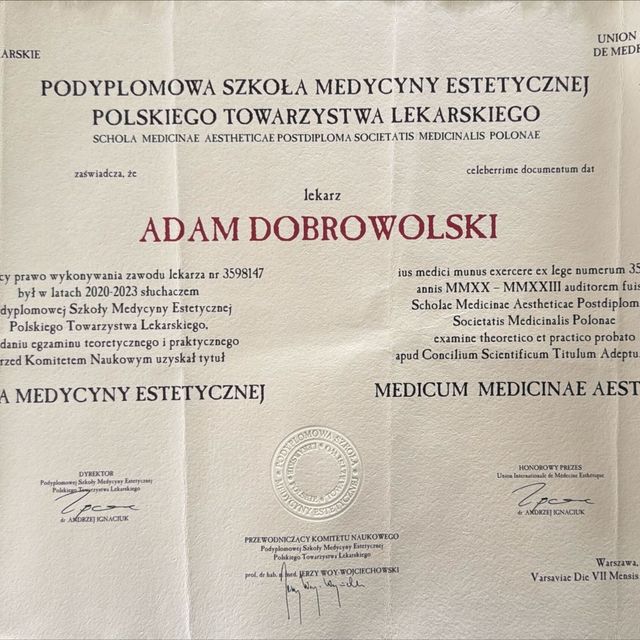 ARSKIE
UNION
DE MEDE
PODYPLOMOWA SZKOŁA MEDYCYNY ESTETYCZNEJ
POLSKIEGO TOWARZYSTWA LEKARSKIEGO
SCHOLA MEDICINAE AESTHETICAE POSTDIPLOMA SOCIETATIS MEDICINALIS POLONAE
zaświadcza, że
celeberrime documentum dat
lekarz
ADAM DOBROWOLSKI
cy prawo wykonywania zawodu lekarza nr 3598147
był w latach 2020-2023 słuchaczem
dyplomowej Szkoły Medycyny Estetycznej
Polskiego Towarzystwa Lekarskiego,
daniu egzaminu teoretycznego i praktycznego
rzed Komitetem Naukowym uzyskał tytuł
A MEDYCYNY ESTETYCZNEJ
ius medici munus exercere ex lege numerum 35
annis MMXX – MMXXIII auditorem fuis
Scholae Medicinae Aestheticae Postdiplom
Societatis Medicinalis Polonae
examine theoretico et practico probato
apud Concilium Scientificum Titulum Adeptu
MEDICUM MEDICINAE AEST
DYREKTOR
Podyplomowej Szkoły Medycyny Estetycznej
Polskiego Towarzystwa Lekarskiego
dr ANDRZEJ IGNACIUK
PODYPLOMOWA SZKOŁA
MEDYCYNY ESTETYCZNEJ
HONOROWY PREZES
Union Internationale de Médecine Esthétique
dr ANDRZEJ IGNACIUK
PRZEWODNICZĄCY KOMITETU NAUKOWEGO
Podyplomowej Szkoły Medycyny Estetycznej
Polskiego Towarzystwa Lekarskiego
prof. dr hab. n. med. JERZY WOY-WOJCIECHOWSKI
Warszawa,
Varsaviae Die VII Mensis